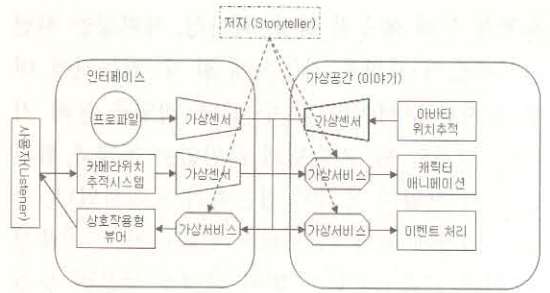 저자 (Storyteller)
인터페이스
가상공간 (이야기)
프로파일
가상센서
가상센서
아바타
위치추적
사용자(Listener)
카메라위치
추적시스템
가상센서
가상서비스
캐릭터
애니메이션
상호작용형
뷰어
가상서비스
가상서비스
이벤트 처리